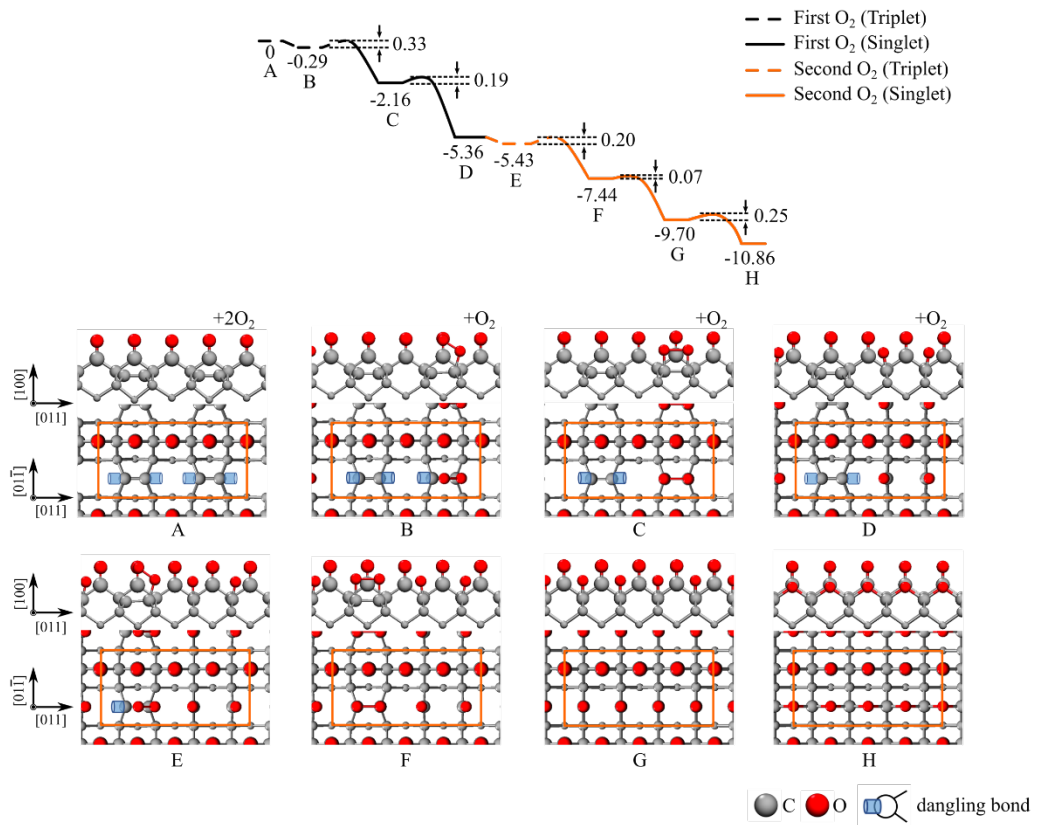 First O₂ (Triplet)
First O₂ (Singlet)
Second O₂ (Triplet)
Second O₂ (Singlet)
0
A
-0.29
B
0.33
-2.16
C
0.19
-5.36
D
-5.43
E
0.20
-7.44
F
0.07
-9.70
G
0.25
-10.86
H
+2O₂
+O₂
+O₂
+O₂
[100]
[011]
[011̄]
[011]
A
B
C
D
[100]
[011]
[011̄]
[011]
E
F
G
H
C
O
dangling bond